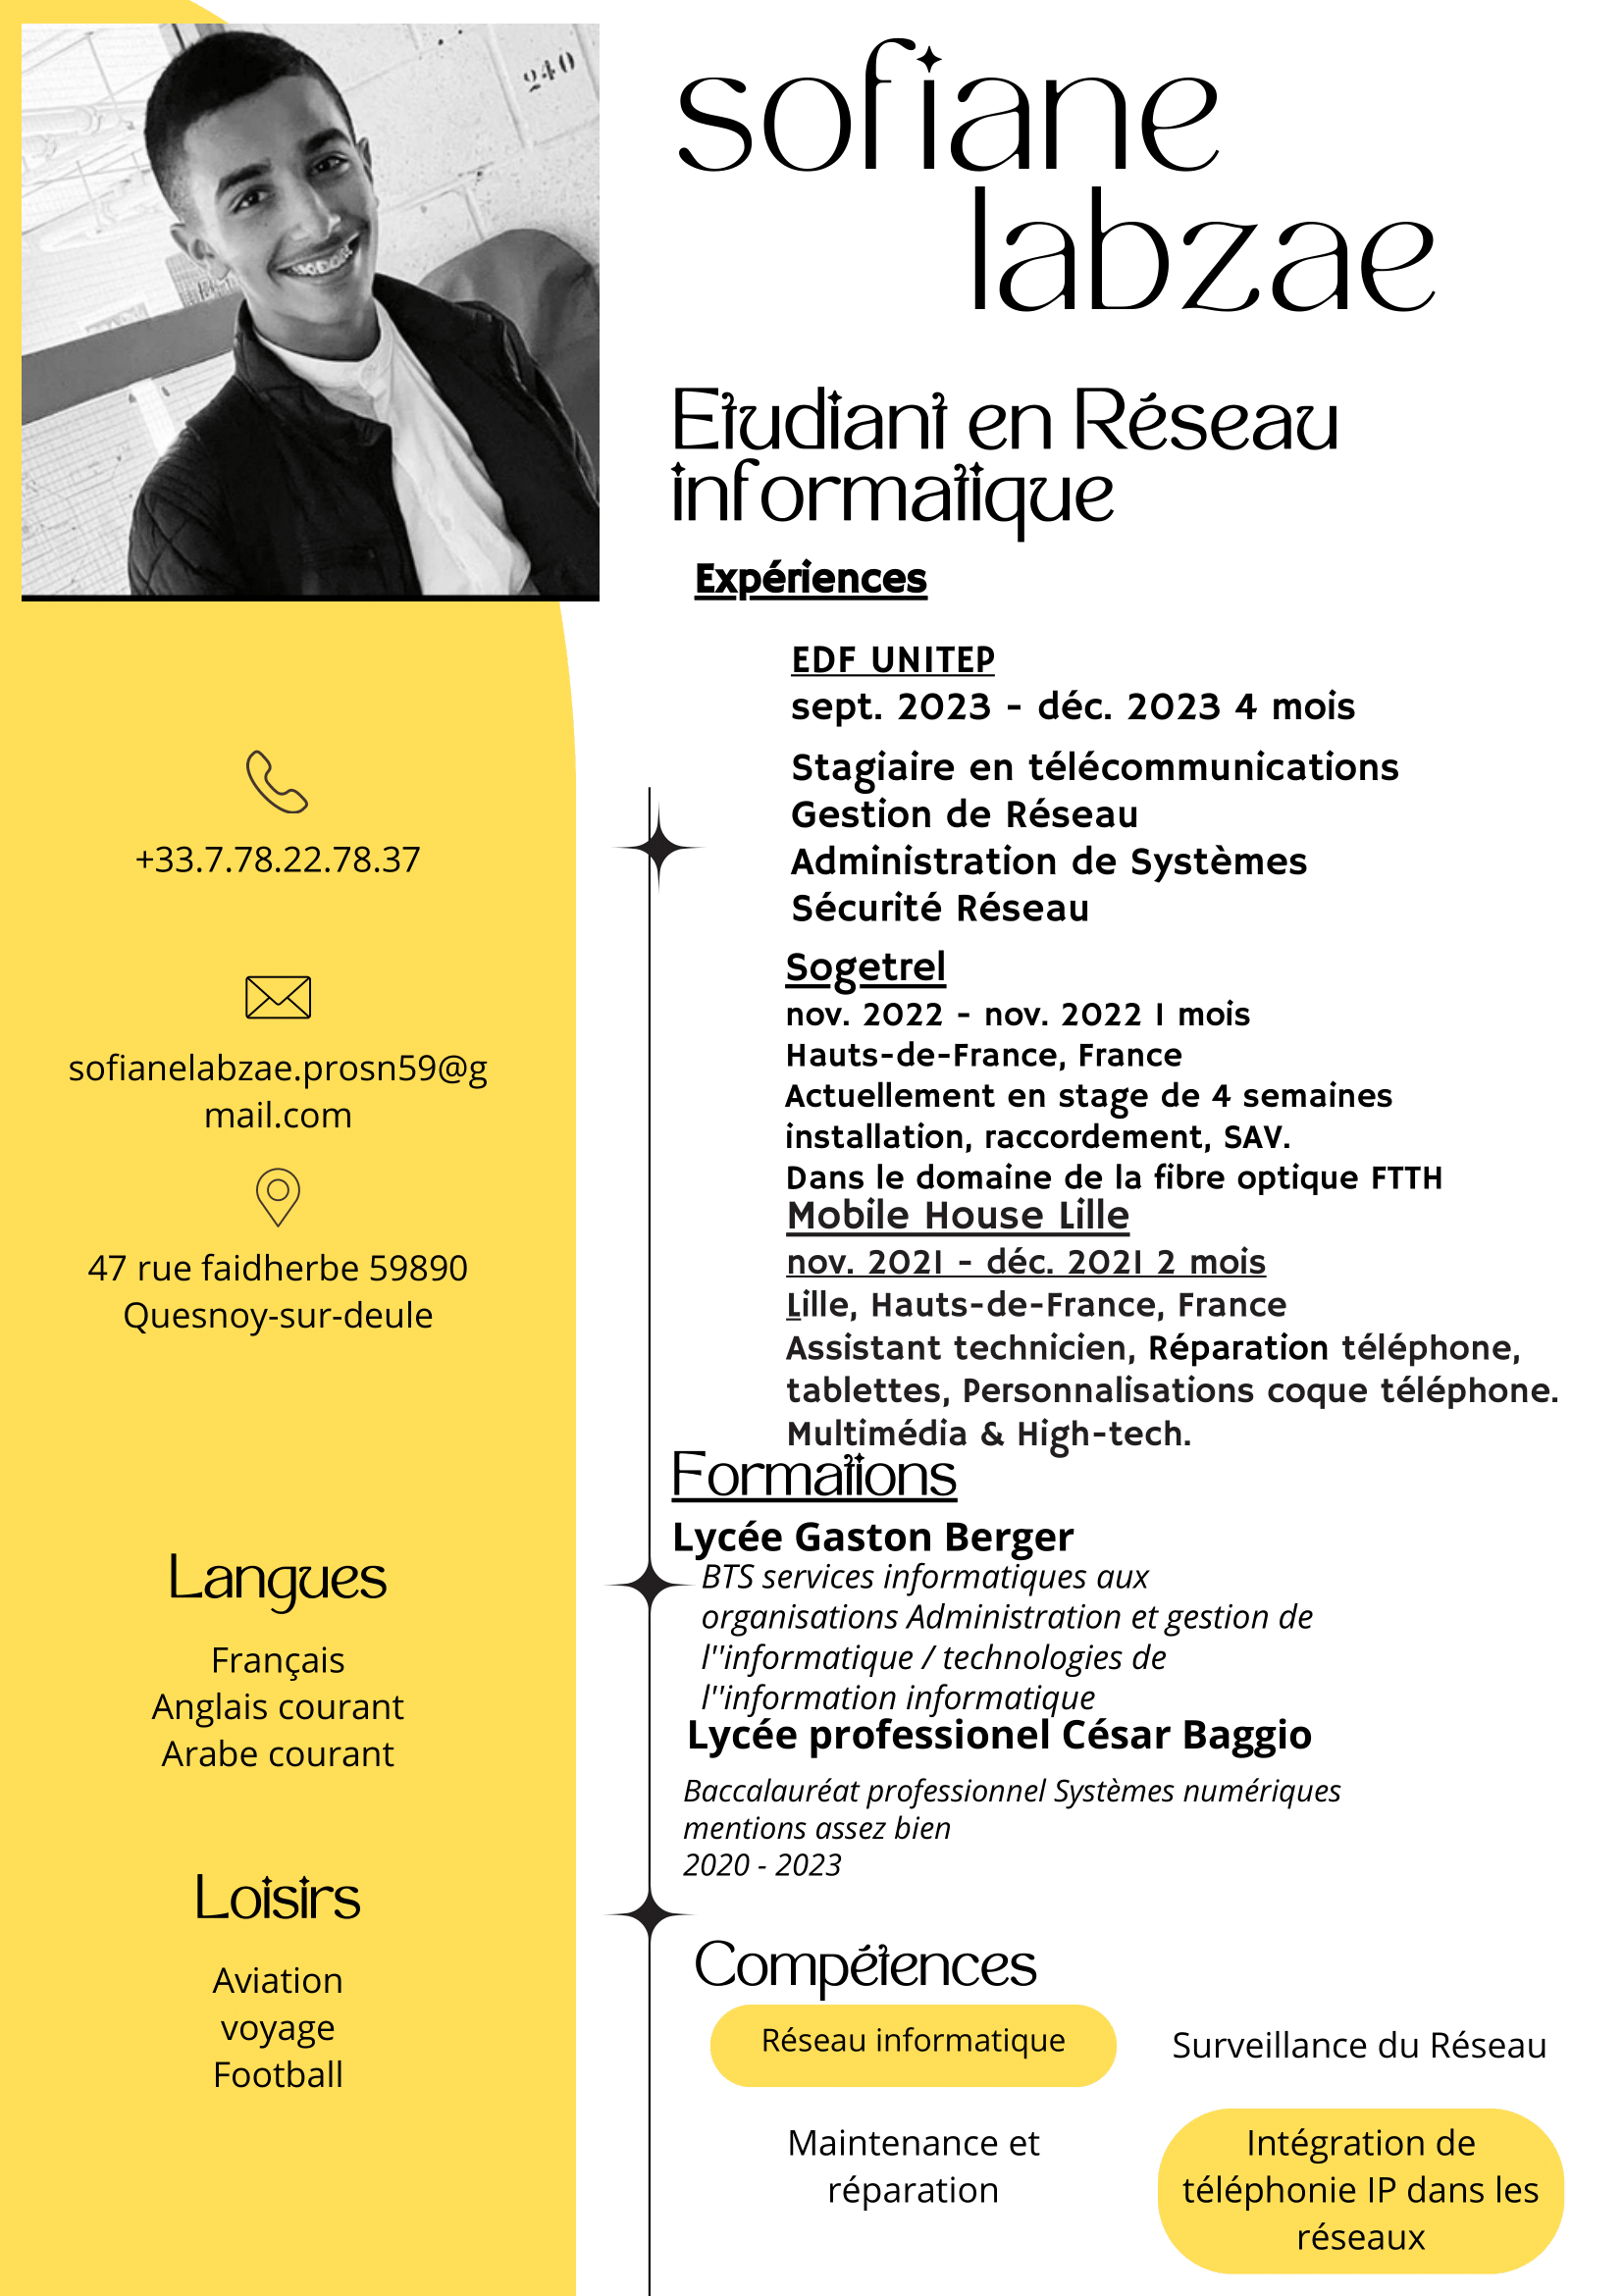 240
sofiane
labzae
Etudiant en Réseau
informatique
Expériences
EDF UNITEP
sept. 2023 - déc. 2023 4 mois
Stagiaire en télécommunications
Gestion de Réseau
Administration de Systèmes
Sécurité Réseau
Sogetrel
nov. 2022 - nov. 2022 1 mois
Hauts-de-France, France
Actuellement en stage de 4 semaines
installation, raccordement, SAV.
Dans le domaine de la fibre optique FTTH
Mobile House Lille
nov. 2021 - déc. 2021 2 mois
Lille, Hauts-de-France, France
Assistant technicien, Réparation téléphone,
tablettes, Personnalisations coque téléphone.
Multimédia & High-tech.
Formations
Lycée Gaston Berger
BTS services informatiques aux
organisations Administration et gestion de
l''informatique / technologies de
l''information informatique
Lycée professionel César Baggio
Baccalauréat professionnel Systèmes numériques
mentions assez bien
2020 - 2023
Compétences
Réseau informatique
Surveillance du Réseau
Maintenance et
réparation
Intégration de
téléphonie IP dans les
réseaux
+33.7.78.22.78.37
sofianelabzae.prosn59@g
mail.com
47 rue faidherbe 59890
Quesnoy-sur-deule
Langues
Français
Anglais courant
Arabe courant
Loisirs
Aviation
voyage
Football